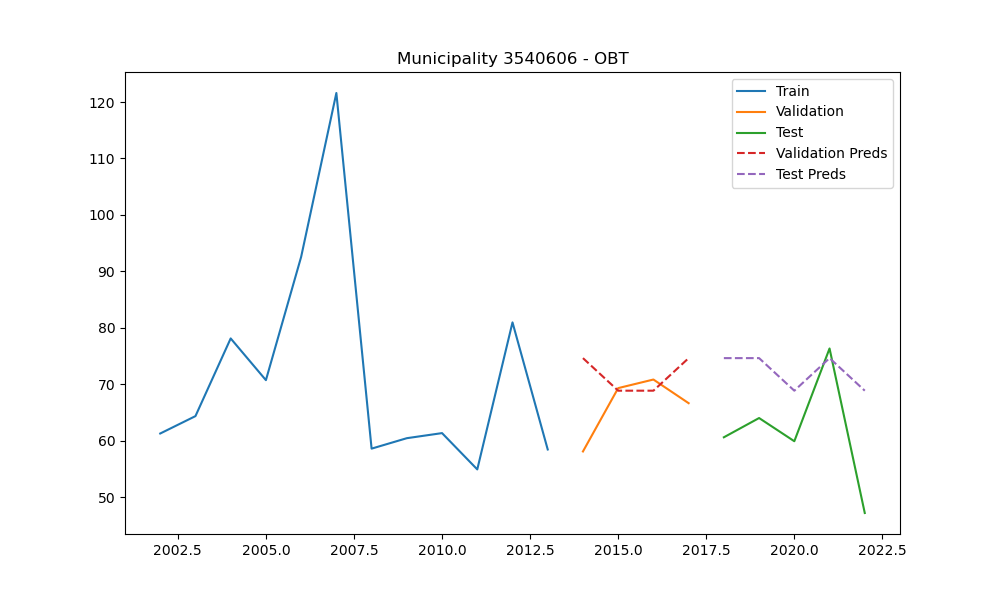 Municipality 3540606 - OBT
Train
Validation
Test
Validation Preds
Test Preds
120
110
100
90
80
70
60
50
2002.5 2005.0 2007.5 2010.0 2012.5 2015.0 2017.5 2020.0 2022.5